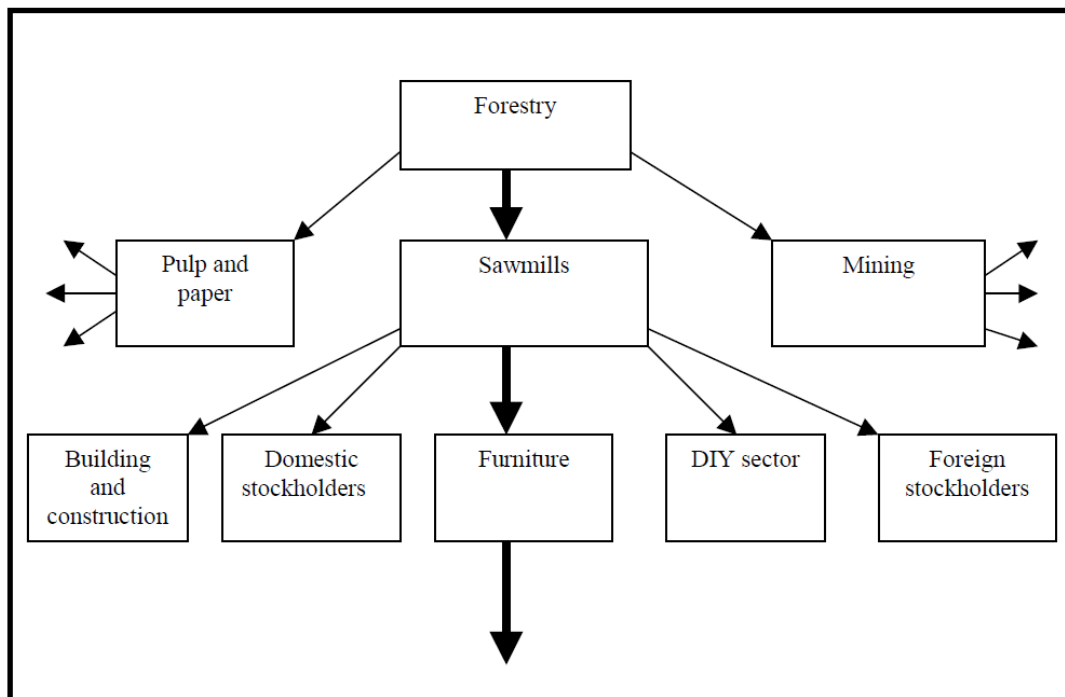 Forestry
Pulp and
paper
Sawmills
Mining
Building
and
construction
Domestic
stockholders
Furniture
DIY sector
Foreign
stockholders